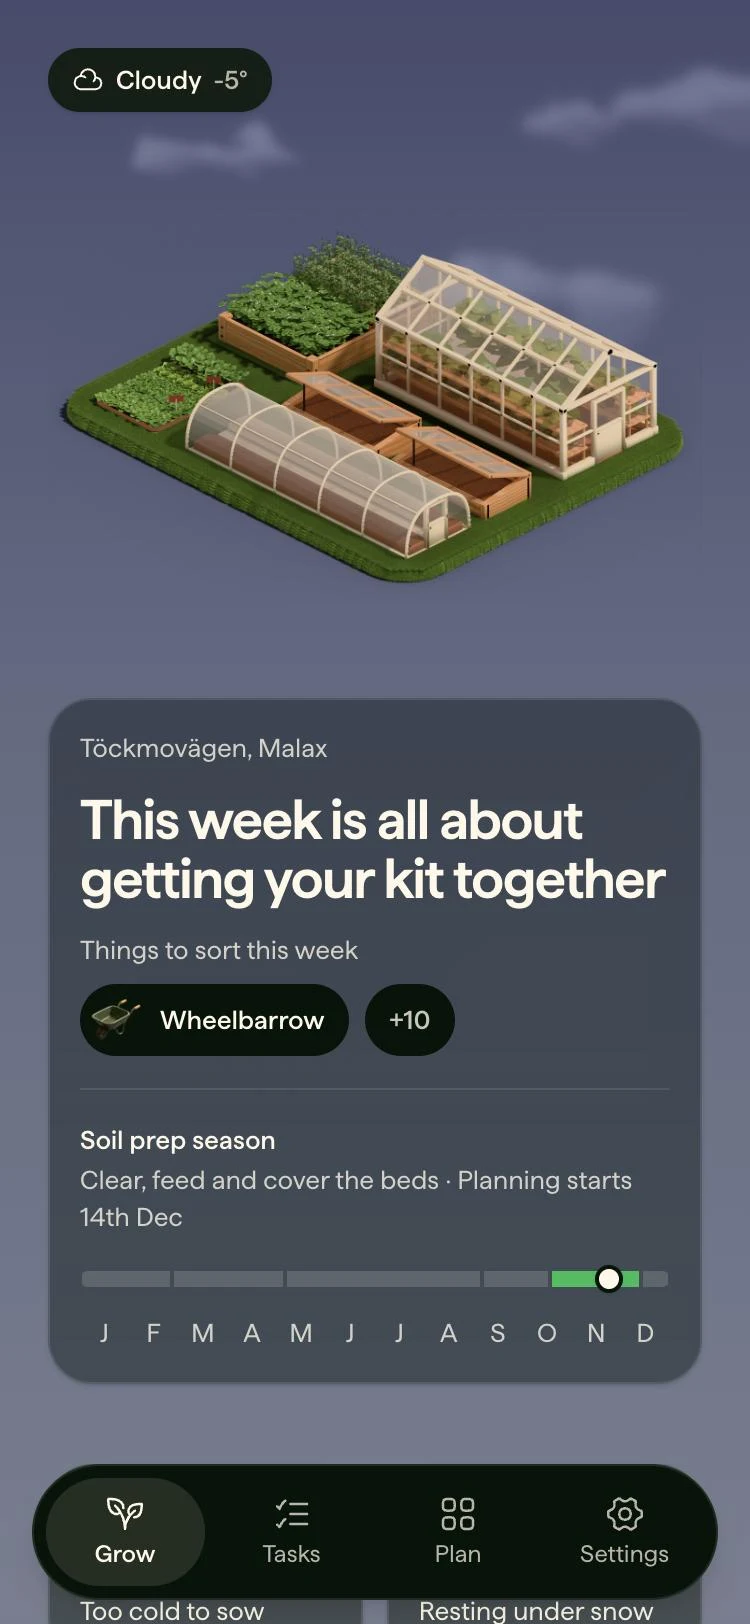 Cloudy -5°
Töckmovägen, Malax
This week is all about
getting your kit together
Things to sort this week
Wheelbarrow +10
Soil prep season
Clear, feed and cover the beds · Planning starts
14th Dec
J F M A M J J A S O N D
Too cold to sow Resting under snow
Grow Tasks Plan Settings